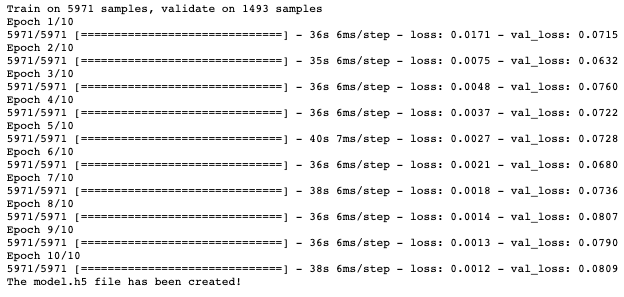 Train on 5971 samples, validate on 1493 samples
Epoch 1/10
5971/5971 [==============================] - 36s 6ms/step - loss: 0.0171 - val_loss: 0.0715
Epoch 2/10
5971/5971 [==============================] - 35s 6ms/step - loss: 0.0075 - val_loss: 0.0632
Epoch 3/10
5971/5971 [==============================] - 36s 6ms/step - loss: 0.0048 - val_loss: 0.0760
Epoch 4/10
5971/5971 [==============================] - 36s 6ms/step - loss: 0.0037 - val_loss: 0.0722
Epoch 5/10
5971/5971 [==============================] - 40s 7ms/step - loss: 0.0027 - val_loss: 0.0728
Epoch 6/10
5971/5971 [==============================] - 36s 6ms/step - loss: 0.0021 - val_loss: 0.0680
Epoch 7/10
5971/5971 [==============================] - 38s 6ms/step - loss: 0.0018 - val_loss: 0.0736
Epoch 8/10
5971/5971 [==============================] - 36s 6ms/step - loss: 0.0014 - val_loss: 0.0807
Epoch 9/10
5971/5971 [==============================] - 36s 6ms/step - loss: 0.0013 - val_loss: 0.0790
Epoch 10/10
5971/5971 [==============================] - 38s 6ms/step - loss: 0.0012 - val_loss: 0.0809
The model.h5 file has been created!